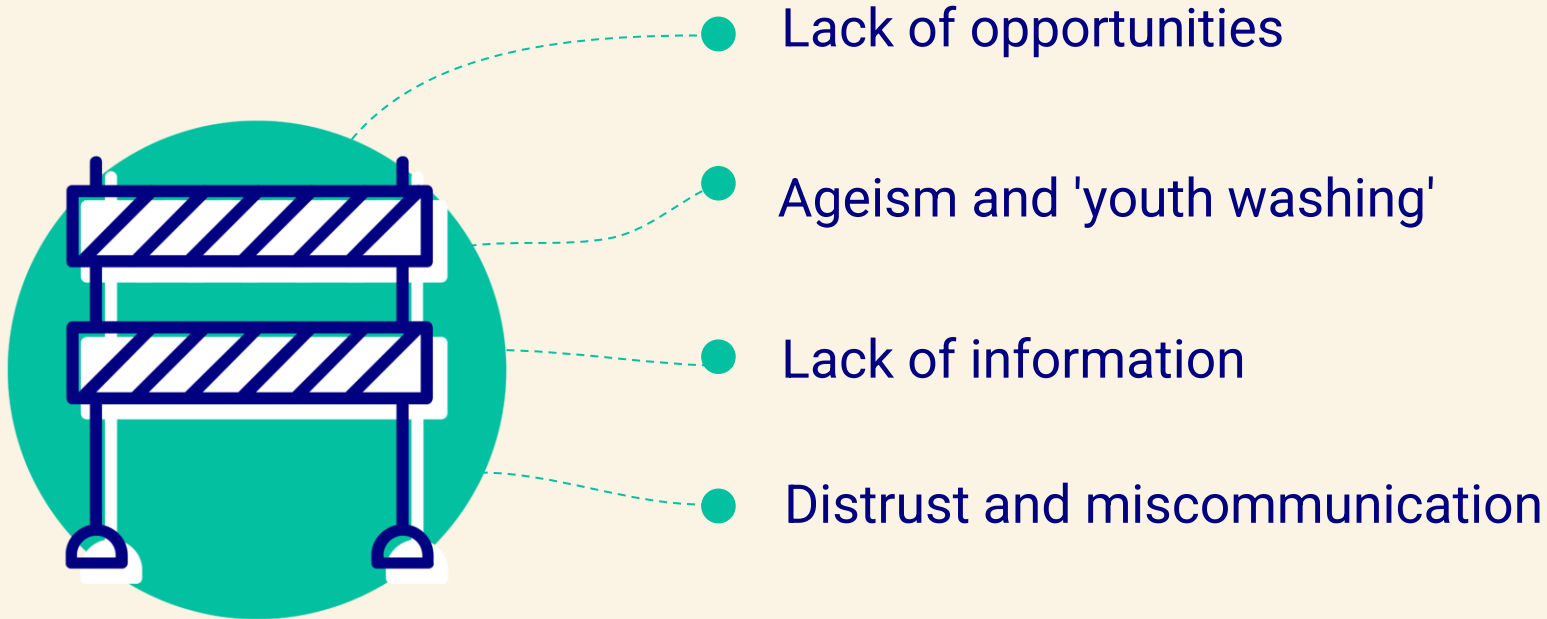 Lack of opportunities
Ageism and 'youth washing'
Lack of information
Distrust and miscommunication